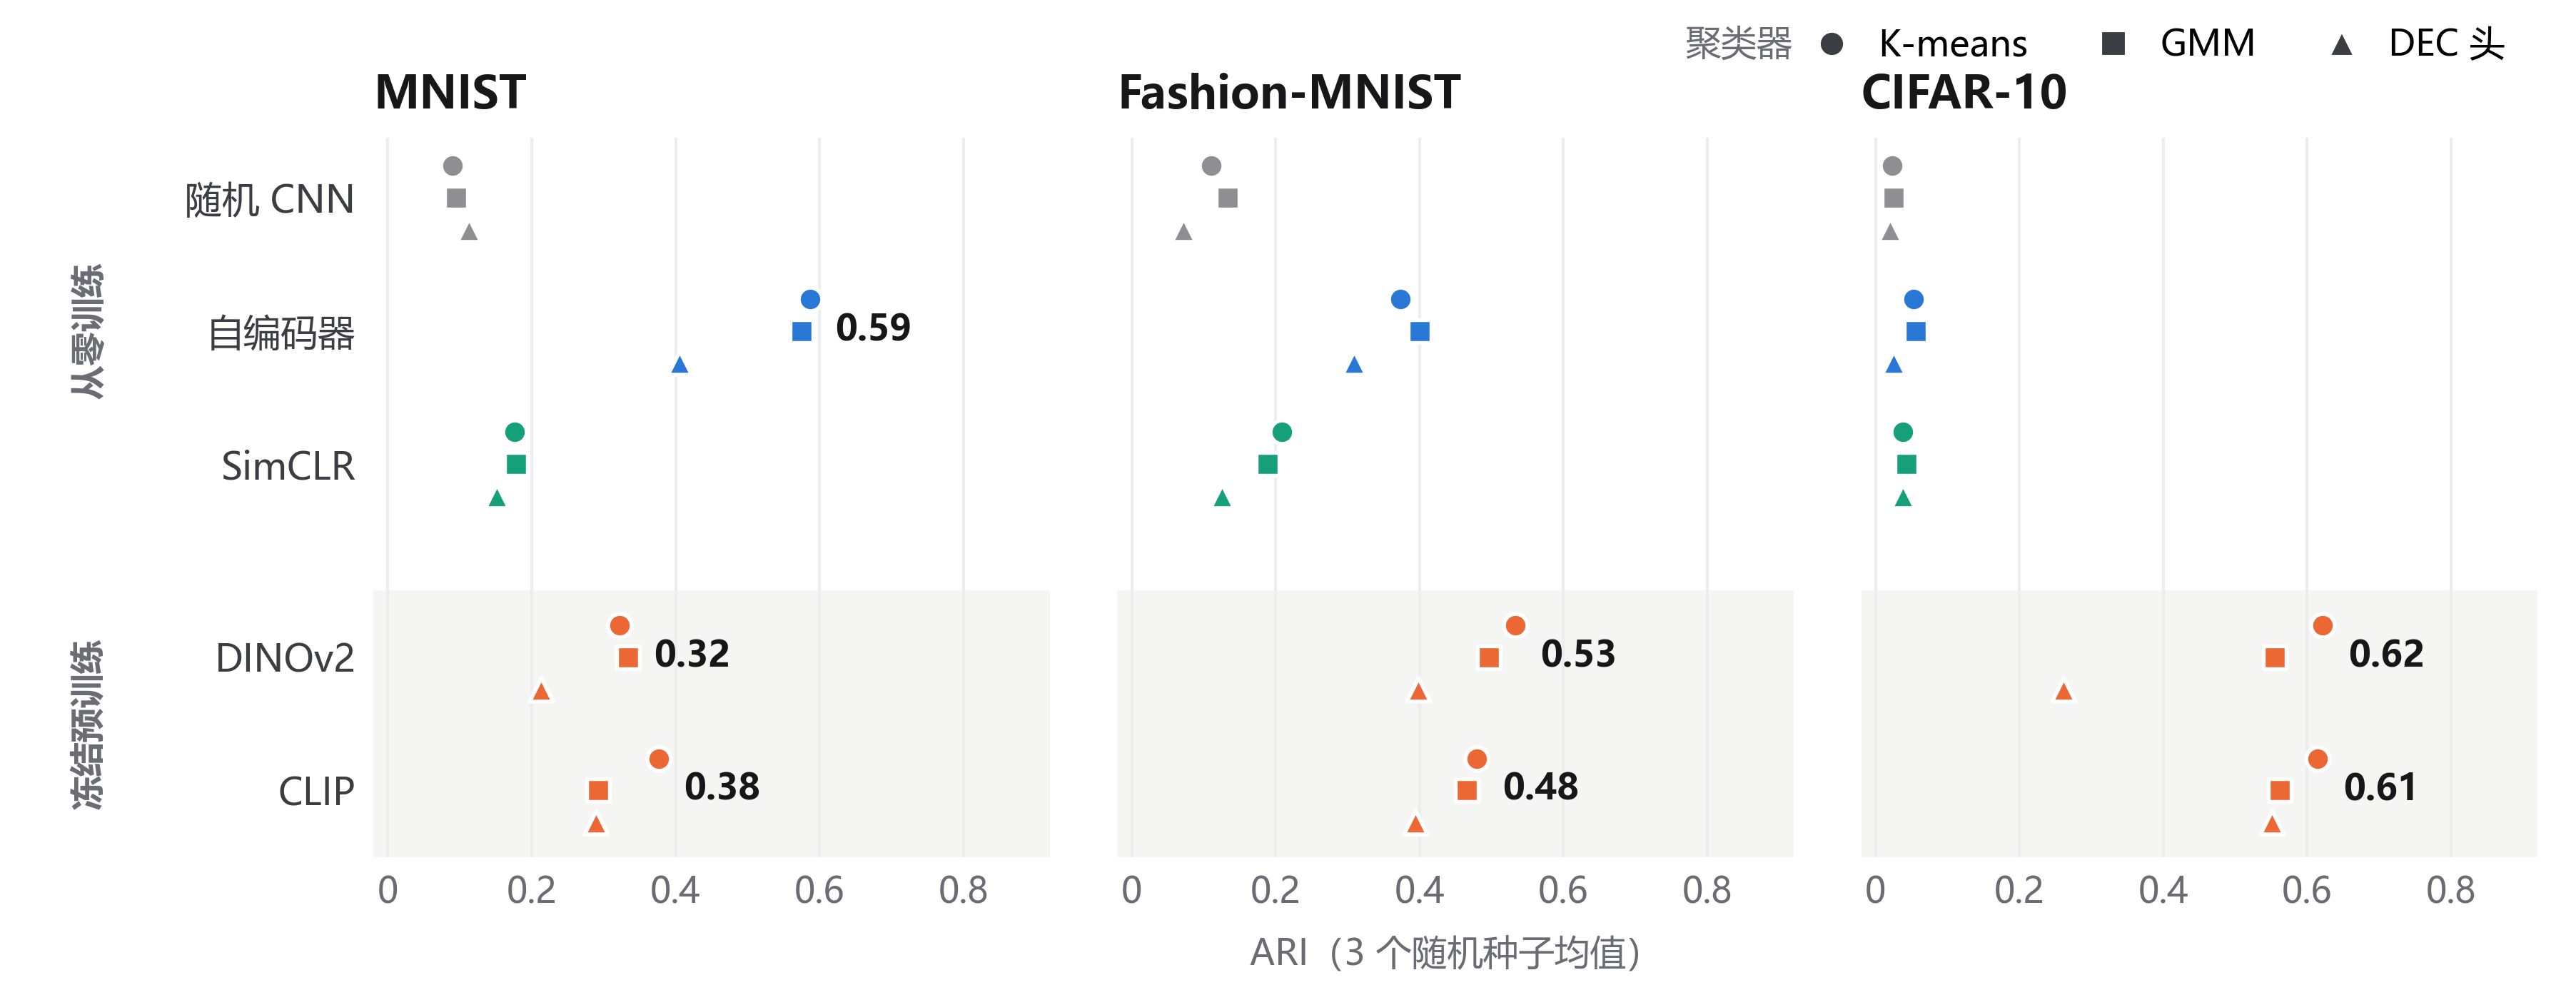 聚类器 K-means GMM DEC 头
MNIST Fashion-MNIST CIFAR-10
从零训练
随机 CNN
自编码器
0.59
SimCLR
冻结预训练
DINOv2
0.32 0.53 0.62
CLIP
0.38 0.48 0.61
0 0.2 0.4 0.6 0.8 0 0.2 0.4 0.6 0.8 0 0.2 0.4 0.6 0.8
ARI（3 个随机种子均值）